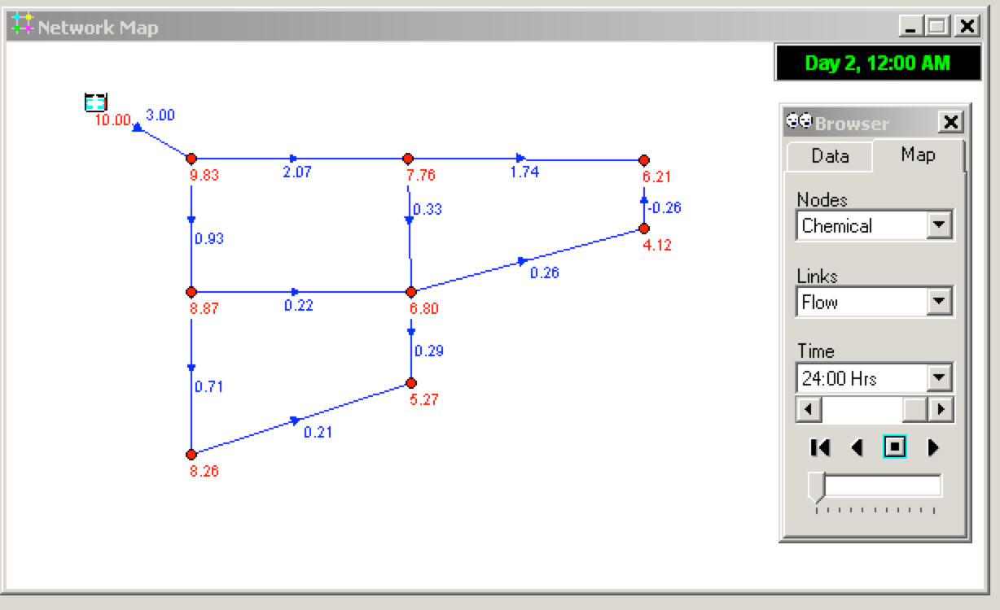 Network Map
Day 2, 12:00 AM
3.00
10.00
Browser
Data Map
9.83
2.07
7.76
1.74
6.21
Nodes
0.33
-0.26
Chemical
0.93
4.12
0.26
Links
8.87
0.22
6.80
Flow
0.29
Time
0.71
24:00 Hrs
5.27
0.21
8.26